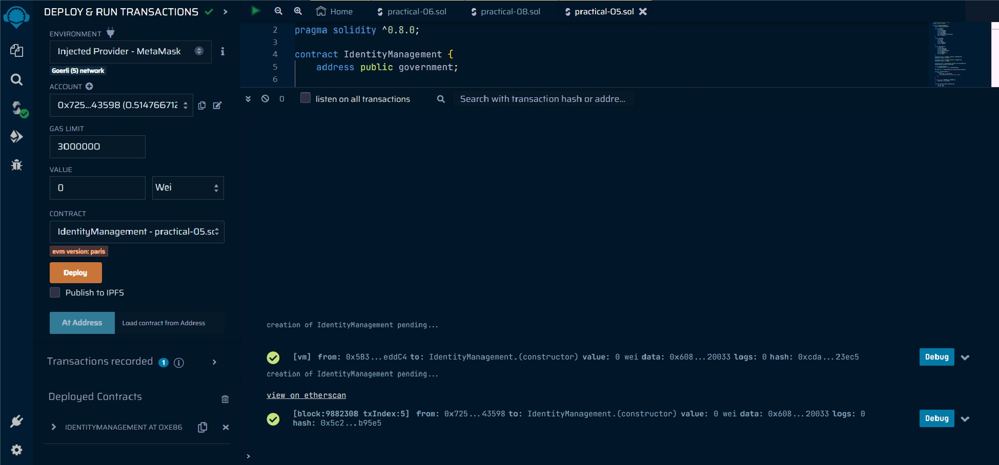 DEPLOY & RUN TRANSACTIONS
ENVIRONMENT
Injected Provider - MetaMask
Goerli (5) network
ACCOUNT
0x725...43598 (0.514766712
GAS LIMIT
3000000
VALUE
0
Wei
CONTRACT
IdentityManagement - practical-05.so
evm version: paris
Deploy
Publish to IPFS
At Address
Load contract from Address
Transactions recorded 1
Deployed Contracts
IDENTITYMANAGEMENT AT 0XE86
Home
practical-06.sol
practical-08.sol
practical-05.sol
2 pragma solidity ^0.8.0;
3
4 contract IdentityManagement {
5 address public government;
6
0
listen on all transactions
Search with transaction hash or addre...
creation of IdentityManagement pending...
[vm] from: 0x5B3...eddC4 to: IdentityManagement.(constructor) value: 0 wei data: 0x608...20033 logs: 0 hash: 0xcda...23ec5
Debug
creation of IdentityManagement pending...
view on etherscan
[block:9882308 txIndex:5] from: 0x725...43598 to: IdentityManagement.(constructor) value: 0 wei data: 0x608...20033 logs: 0
hash: 0x5c2...b95e5
Debug
>